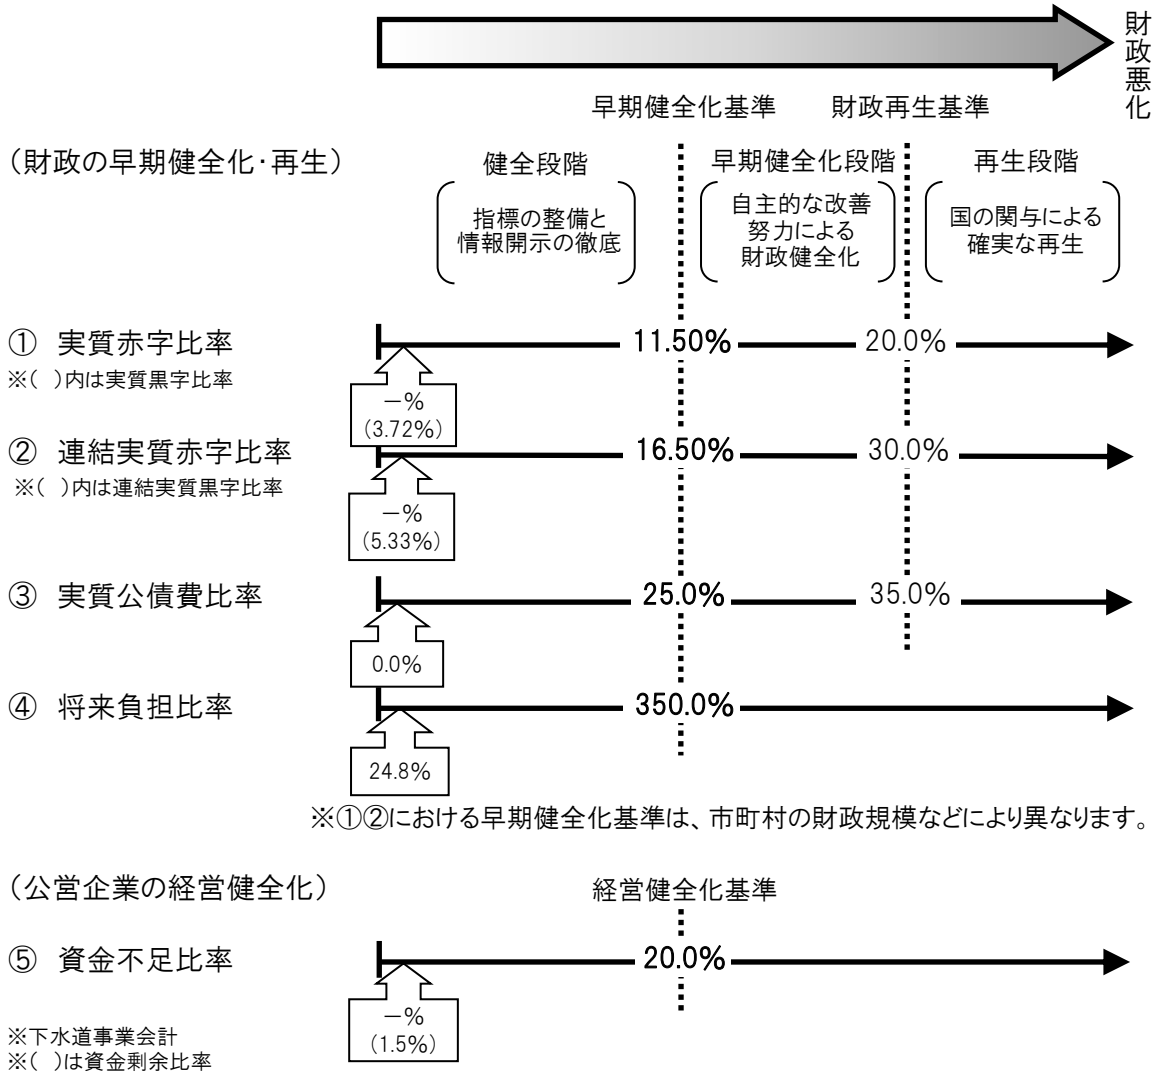 財政悪化
早期健全化基準
財政再生基準
（財政の早期健全化・再生）
健全段階
早期健全化段階
再生段階
指標の整備と
情報開示の徹底
自主的な改善
努力による
財政健全化
国の関与による
確実な再生
① 実質赤字比率
11.50%
20.0%
※( )内は実質黒字比率
－%
(3.72%)
② 連結実質赤字比率
16.50%
30.0%
※( )内は連結実質黒字比率
－%
(5.33%)
③ 実質公債費比率
25.0%
35.0%
0.0%
④ 将来負担比率
350.0%
24.8%
※①②における早期健全化基準は、市町村の財政規模などにより異なります。
（公営企業の経営健全化）
経営健全化基準
⑤ 資金不足比率
20.0%
－%
(1.5%)
※下水道事業会計
※( )は資金剰余比率